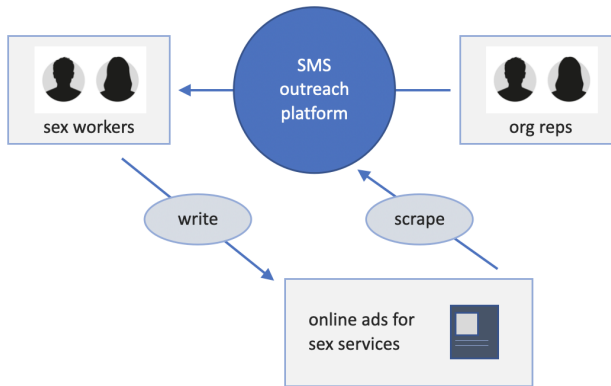 SMS
outreach
platform
sex workers
org reps
write
scrape
online ads for
sex services